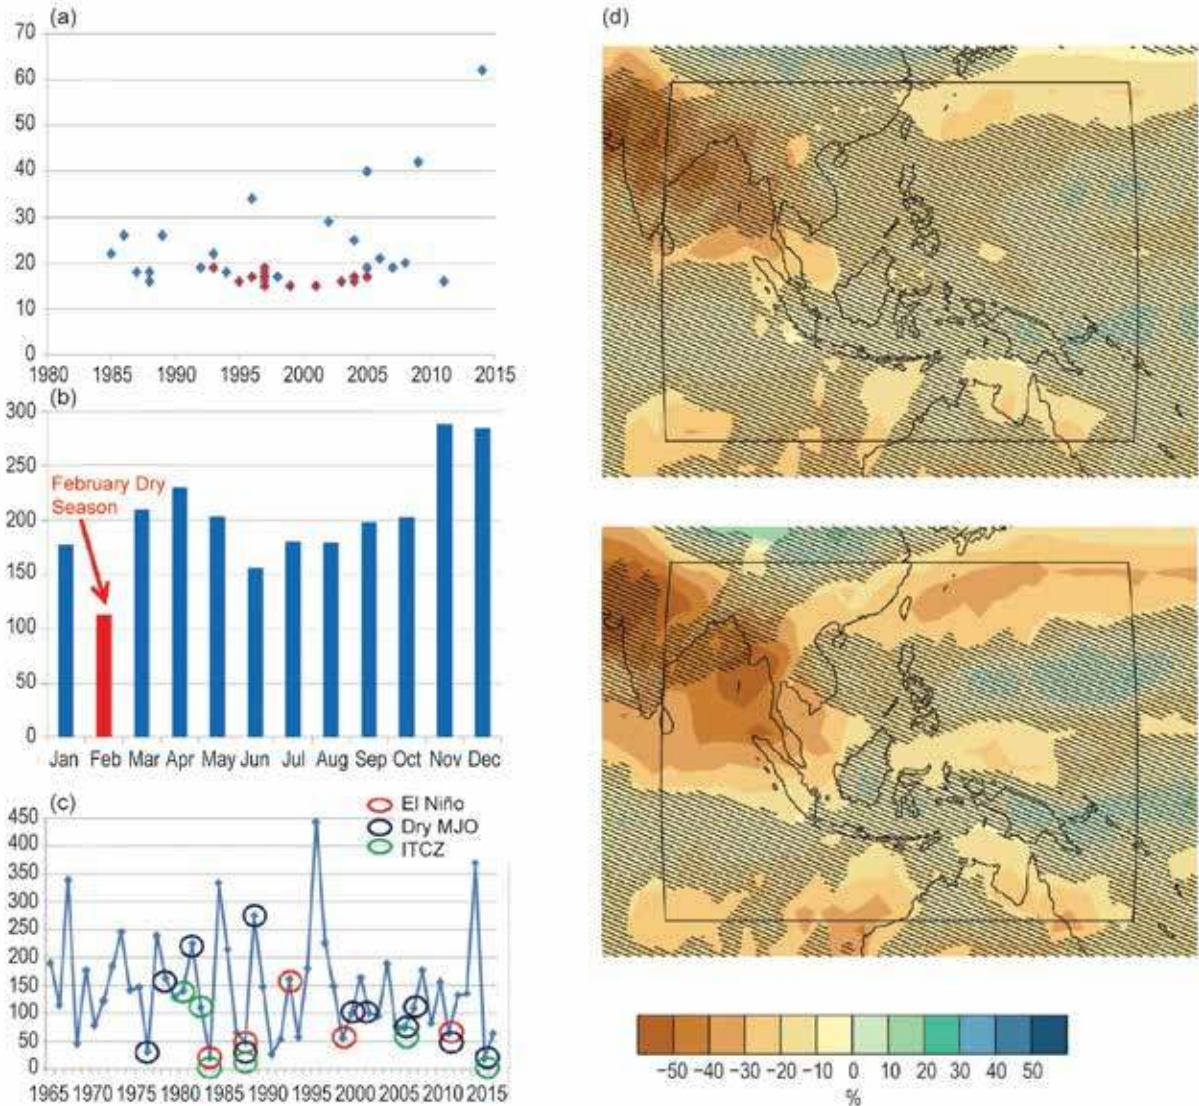 (a)
70
60
50
40
30
20
10
0
1980 1985 1990 1995 2000 2005 2010 2015
(b)
300
250
200
150
100
50
0
February Dry
Season
Jan Feb Mar Apr May Jun Jul Aug Sep Oct Nov Dec
(c)
El Niño
Dry MJO
ITCZ
450
400
350
300
250
200
150
100
50
0
1965 1970 1975 1980 1985 1990 1995 2000 2005 2010 2015
(d)
−50 −40 −30 −20 −10 0 10 20 30 40 50
%